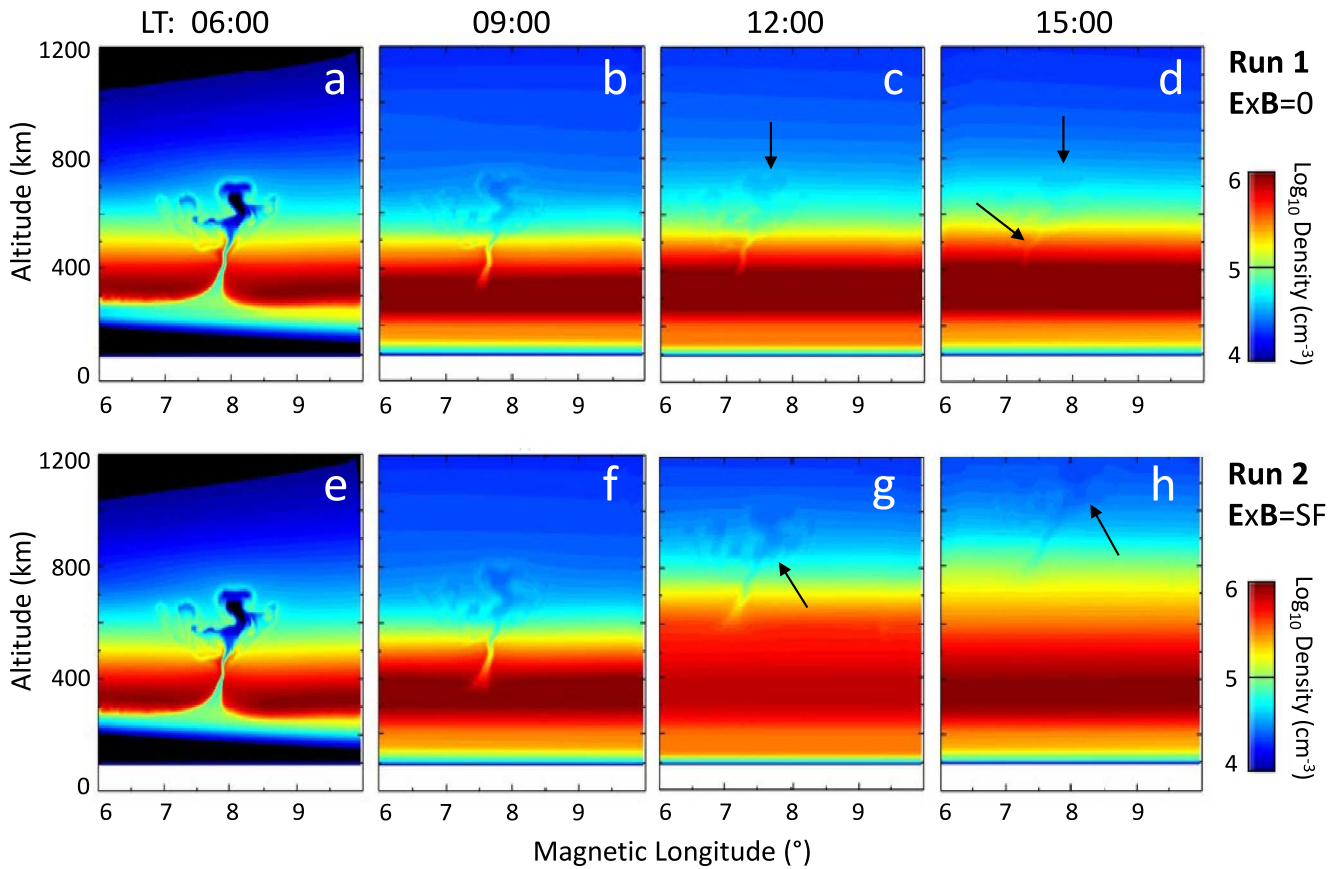 LT: 06:00 09:00 12:00 15:00
1200 a b c d Run 1
ExB=0
800
Altitude (km)
400
0
6 7 8 9 6 7 8 9 6 7 8 9 6 7 8 9
6
5
4
Log10 Density (cm-3)
1200 e f g h Run 2
ExB=SF
800
Altitude (km)
400
0
6 7 8 9 6 7 8 9 6 7 8 9 6 7 8 9
6
5
4
Log10 Density (cm-3)
Magnetic Longitude (°)